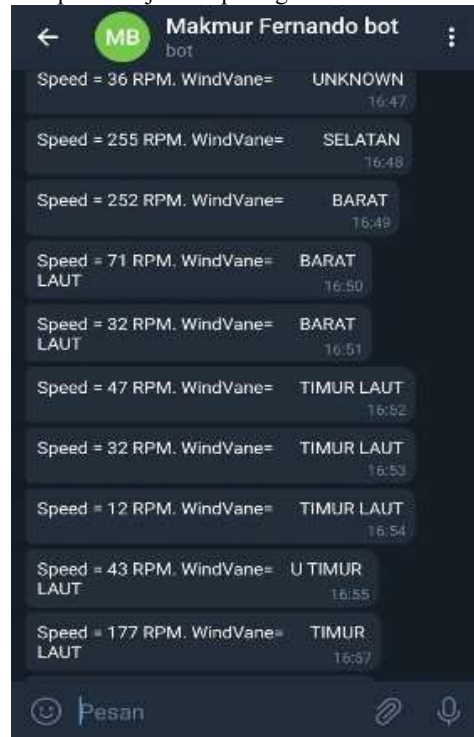 Makmur Fernando bot
MB
bot
Speed = 36 RPM. WindVane= UNKNOWN
16:47
Speed = 255 RPM. WindVane= SELATAN
16:48
Speed = 252 RPM. WindVane= BARAT
16:49
Speed = 71 RPM. WindVane= BARAT
LAUT
16:50
Speed = 32 RPM. WindVane= BARAT
LAUT
16:51
Speed = 47 RPM. WindVane= TIMUR LAUT
16:52
Speed = 32 RPM. WindVane= TIMUR LAUT
16:53
Speed = 12 RPM. WindVane= TIMUR LAUT
16:54
Speed = 43 RPM. WindVane= U TIMUR
LAUT
16:55
Speed = 177 RPM. WindVane= TIMUR
LAUT
16:57
Pesan